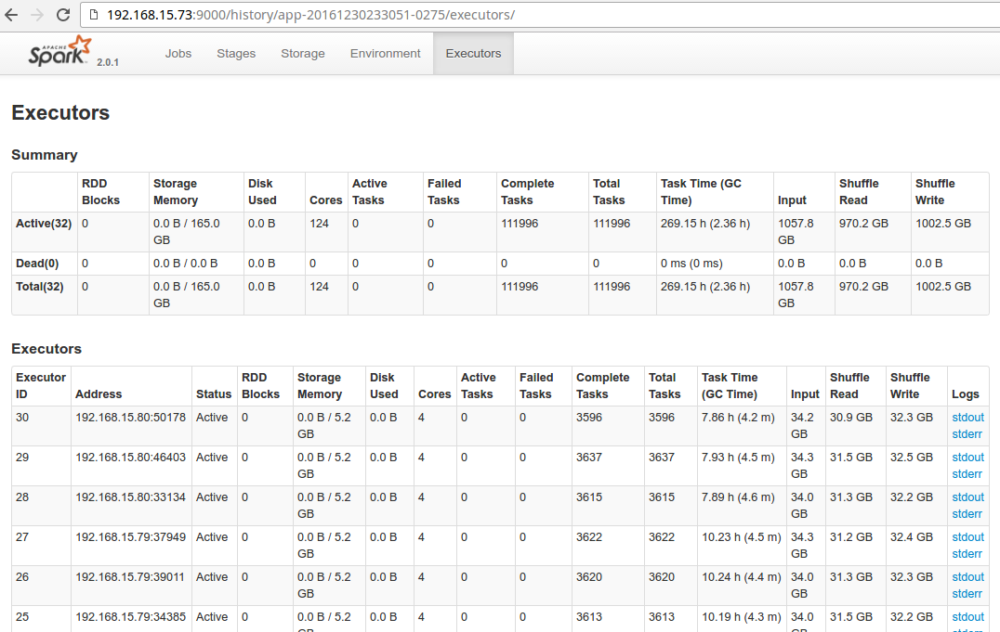 192.168.15.73:9000/history/app-20161230233051-0275/executors/
APACHE
Spark 2.0.1 Jobs Stages Storage Environment Executors
Executors
Summary
RDD Blocks Storage Memory Disk Used Cores Active Tasks Failed Tasks Complete Tasks Total Tasks Task Time (GC Time) Input Shuffle Read Shuffle Write
Active(32) 0 0.0 B / 165.0 GB 0.0 B 124 0 0 111996 111996 269.15 h (2.36 h) 1057.8 GB 970.2 GB 1002.5 GB
Dead(0) 0 0.0 B / 0.0 B 0.0 B 0 0 0 0 0 0 ms (0 ms) 0.0 B 0.0 B 0.0 B
Total(32) 0 0.0 B / 165.0 GB 0.0 B 124 0 0 111996 111996 269.15 h (2.36 h) 1057.8 GB 970.2 GB 1002.5 GB
Executors
Executor ID Address Status RDD Blocks Storage Memory Disk Used Cores Active Tasks Failed Tasks Complete Tasks Total Tasks Task Time (GC Time) Input Shuffle Read Shuffle Write Logs
30 192.168.15.80:50178 Active 0 0.0 B / 5.2 GB 0.0 B 4 0 0 3596 3596 7.86 h (4.2 m) 34.2 GB 30.9 GB 32.3 GB stdout stderr
29 192.168.15.80:46403 Active 0 0.0 B / 5.2 GB 0.0 B 4 0 0 3637 3637 7.93 h (4.5 m) 34.3 GB 31.5 GB 32.5 GB stdout stderr
28 192.168.15.80:33134 Active 0 0.0 B / 5.2 GB 0.0 B 4 0 0 3615 3615 7.89 h (4.6 m) 34.0 GB 31.3 GB 32.2 GB stdout stderr
27 192.168.15.79:37949 Active 0 0.0 B / 5.2 GB 0.0 B 4 0 0 3622 3622 10.23 h (4.5 m) 34.3 GB 31.2 GB 32.4 GB stdout stderr
26 192.168.15.79:39011 Active 0 0.0 B / 5.2 GB 0.0 B 4 0 0 3620 3620 10.24 h (4.4 m) 34.0 GB 31.3 GB 32.3 GB stdout stderr
25 192.168.15.79:34385 Active 0 0.0 B / 5.2 0.0 B 4 0 0 3613 3613 10.19 h (4.3 m) 34.0 31.5 GB 32.2 GB stdout